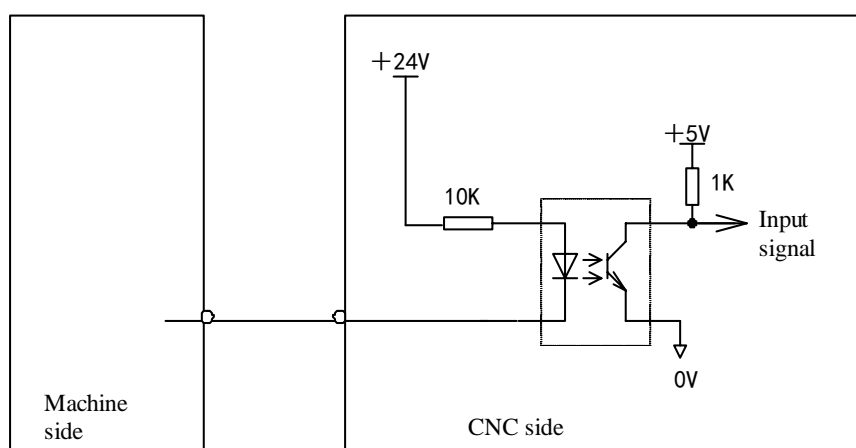 +24V
+5V
10K
1K
Input
signal
0V
Machine
side
CNC side